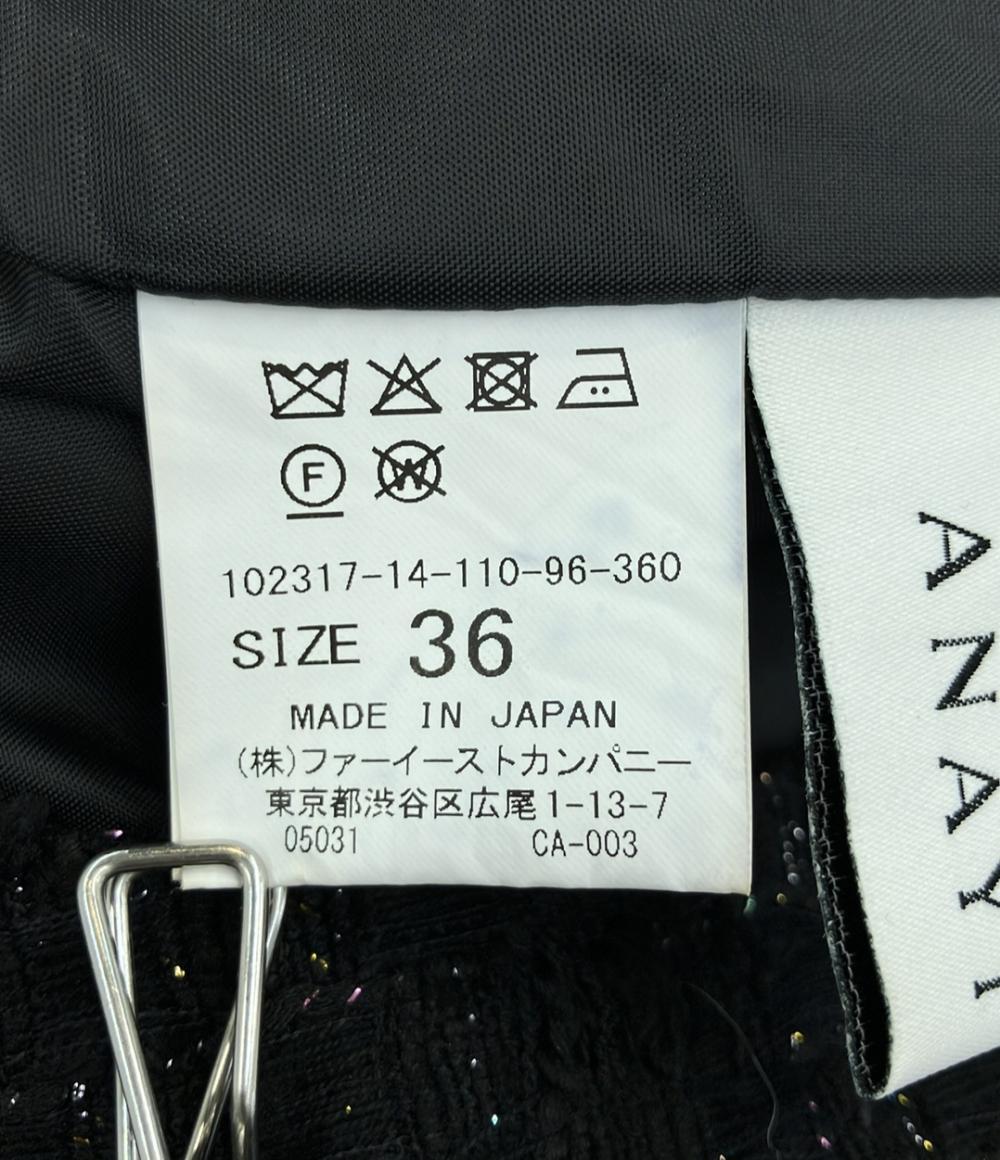 F W
102317-14-110-96-360
SIZE 36
MADE IN JAPAN
(株)ファーイーストカンパニー
東京都渋谷区広尾1-13-7
05031 CA-003
ANAYI